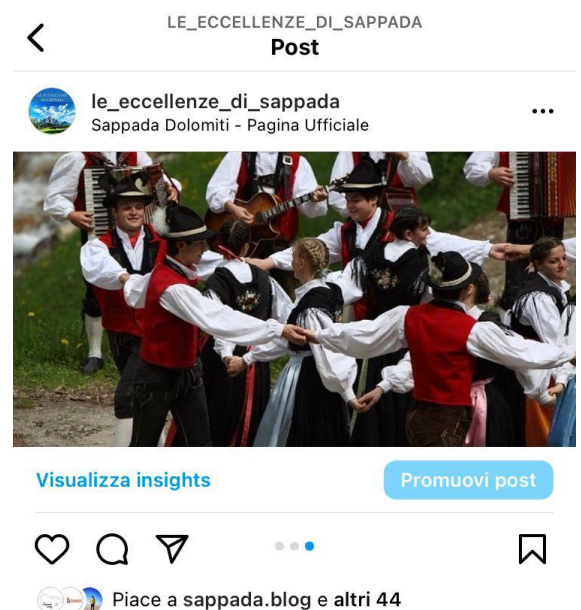 LE_ECCELLENZE_DI_SAPPADA
Post
le_eccellenze_di_sappada
Sappada Dolomiti - Pagina Ufficiale
Visualizza insights
Promuovi post
Piace a sappada.blog e altri 44